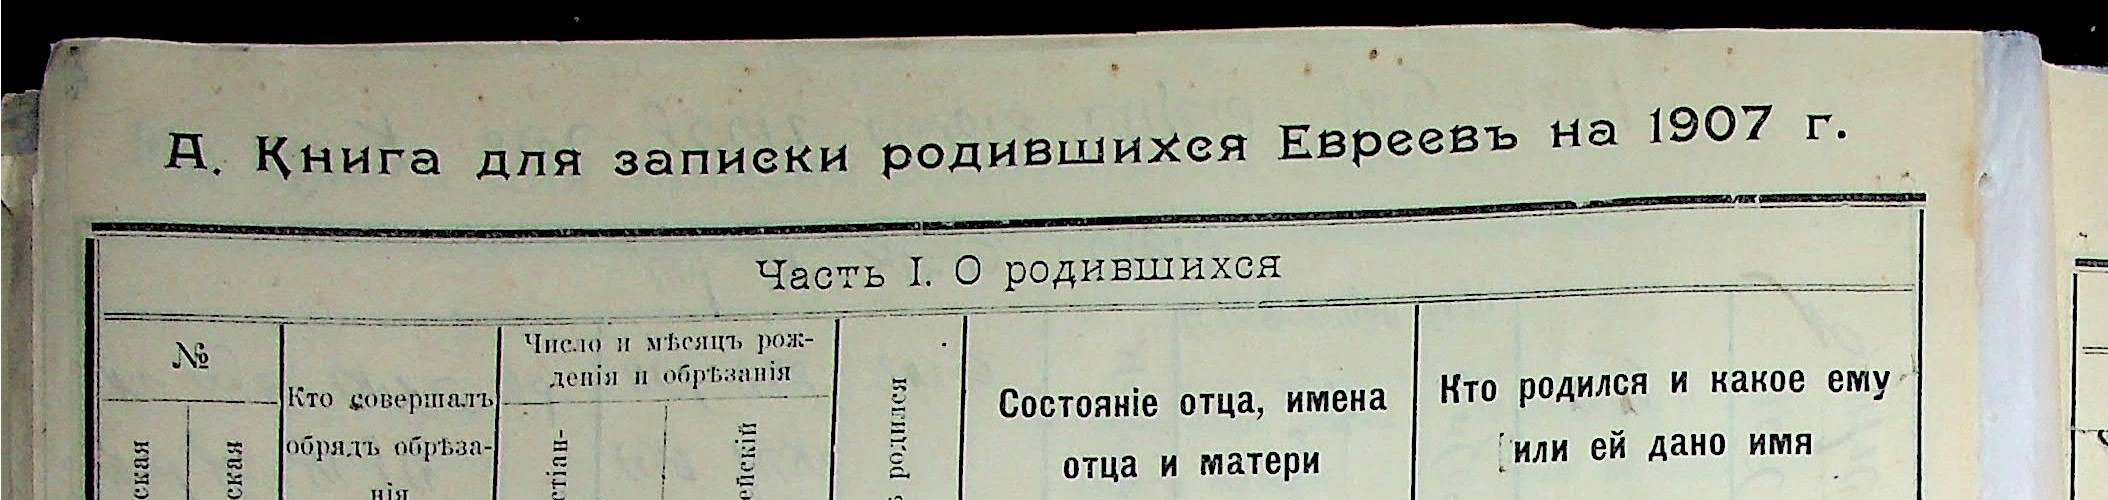 А. Книга для записки родившихся Евреевъ на 1907 г.
Часть I. О родившихся
№
Кто совершалъ
обрядъ обрѣза-
нія
Число и мѣсяцъ рож-
денія и обрѣзанія
родился
Состояніе отца, имена
отца и матери
Кто родился и какое ему
или ей дано имя